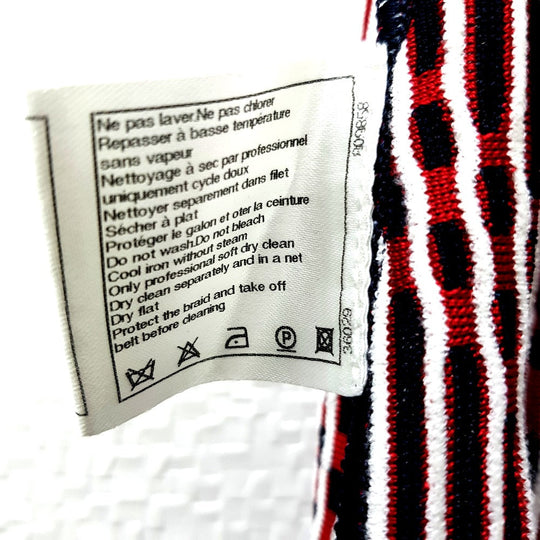 Ne pas laver.Ne pas chlorer
Repasser à basse température
sans vapeur
Nettoyage à sec par professionnel
uniquement cycle doux
Nettoyer separement dans filet
Sécher à plat
Protéger le galon et oter la ceinture
Do not wash.Do not bleach
Cool iron without steam
Only professional soft dry clean
Dry clean separately and in a net
Dry flat
Protect the braid and take off
belt before cleaning
P
A09858
36029